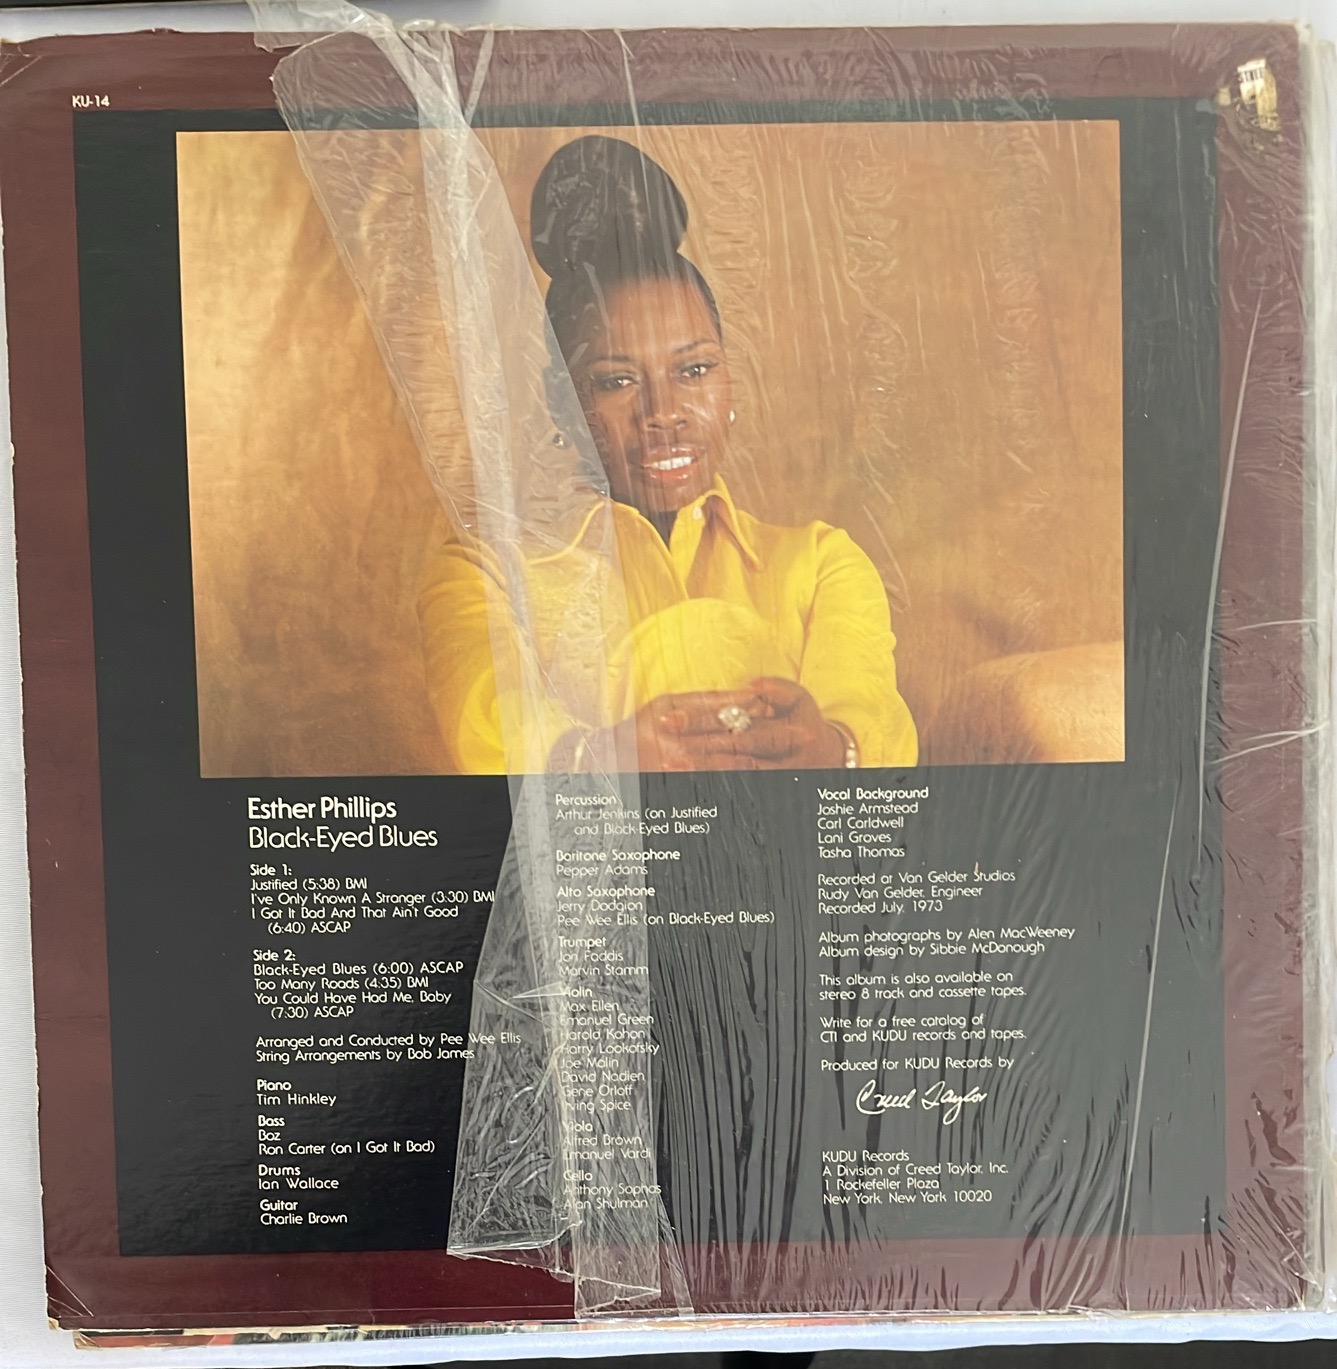 KU-14
Esther Phillips
Black-Eyed Blues
Side 1:
Justified (5:38) BMI
I've Only Known A Stranger (3:30) BMI
I Got It Bad And That Ain't Good
(6:40) ASCAP
Side 2:
Black-Eyed Blues (6:00) ASCAP
Too Many Roads (4:35) BMI
You Could Have Had Me, Baby
(7:30) ASCAP
Arranged and Conducted by Pee Wee Ellis
String Arrangements by Bob James
Piano
Tim Hinkley
Bass
Boz
Ron Carter (on I Got It Bad)
Drums
Ian Wallace
Guitar
Charlie Brown
Percussion
Arthur Jenkins (on Justified
and Black-Eyed Blues)
Baritone Saxophone
Pepper Adams
Alto Saxophone
Jerry Dodgion
Pee Wee Ellis (on Black-Eyed Blues)
Trumpet
Jon Faddis
Marvin Stamm
Violin
Max Ellen
Emanuel Green
Harold Kohon
Harry Lookofsky
Joe Malin
David Nadien
Gene Orloff
Irving Spice
Viola
Alfred Brown
Emanuel Vardi
Cello
Anthony Sophos
Alan Shulman
Vocal Background
Joshie Armstead
Carl Carldwell
Lani Groves
Tasha Thomas
Recorded at Van Gelder Studios
Rudy Van Gelder, Engineer
Recorded July, 1973
Album photographs by Alen MacWeeney
Album design by Sibbie McDonough
This album is also available on
stereo 8 track and cassette tapes.
Write for a free catalog of
CTI and KUDU records and tapes.
Produced for KUDU Records by
Creed Taylor
KUDU Records
A Division of Creed Taylor, Inc.
1 Rockefeller Plaza
New York, New York 10020